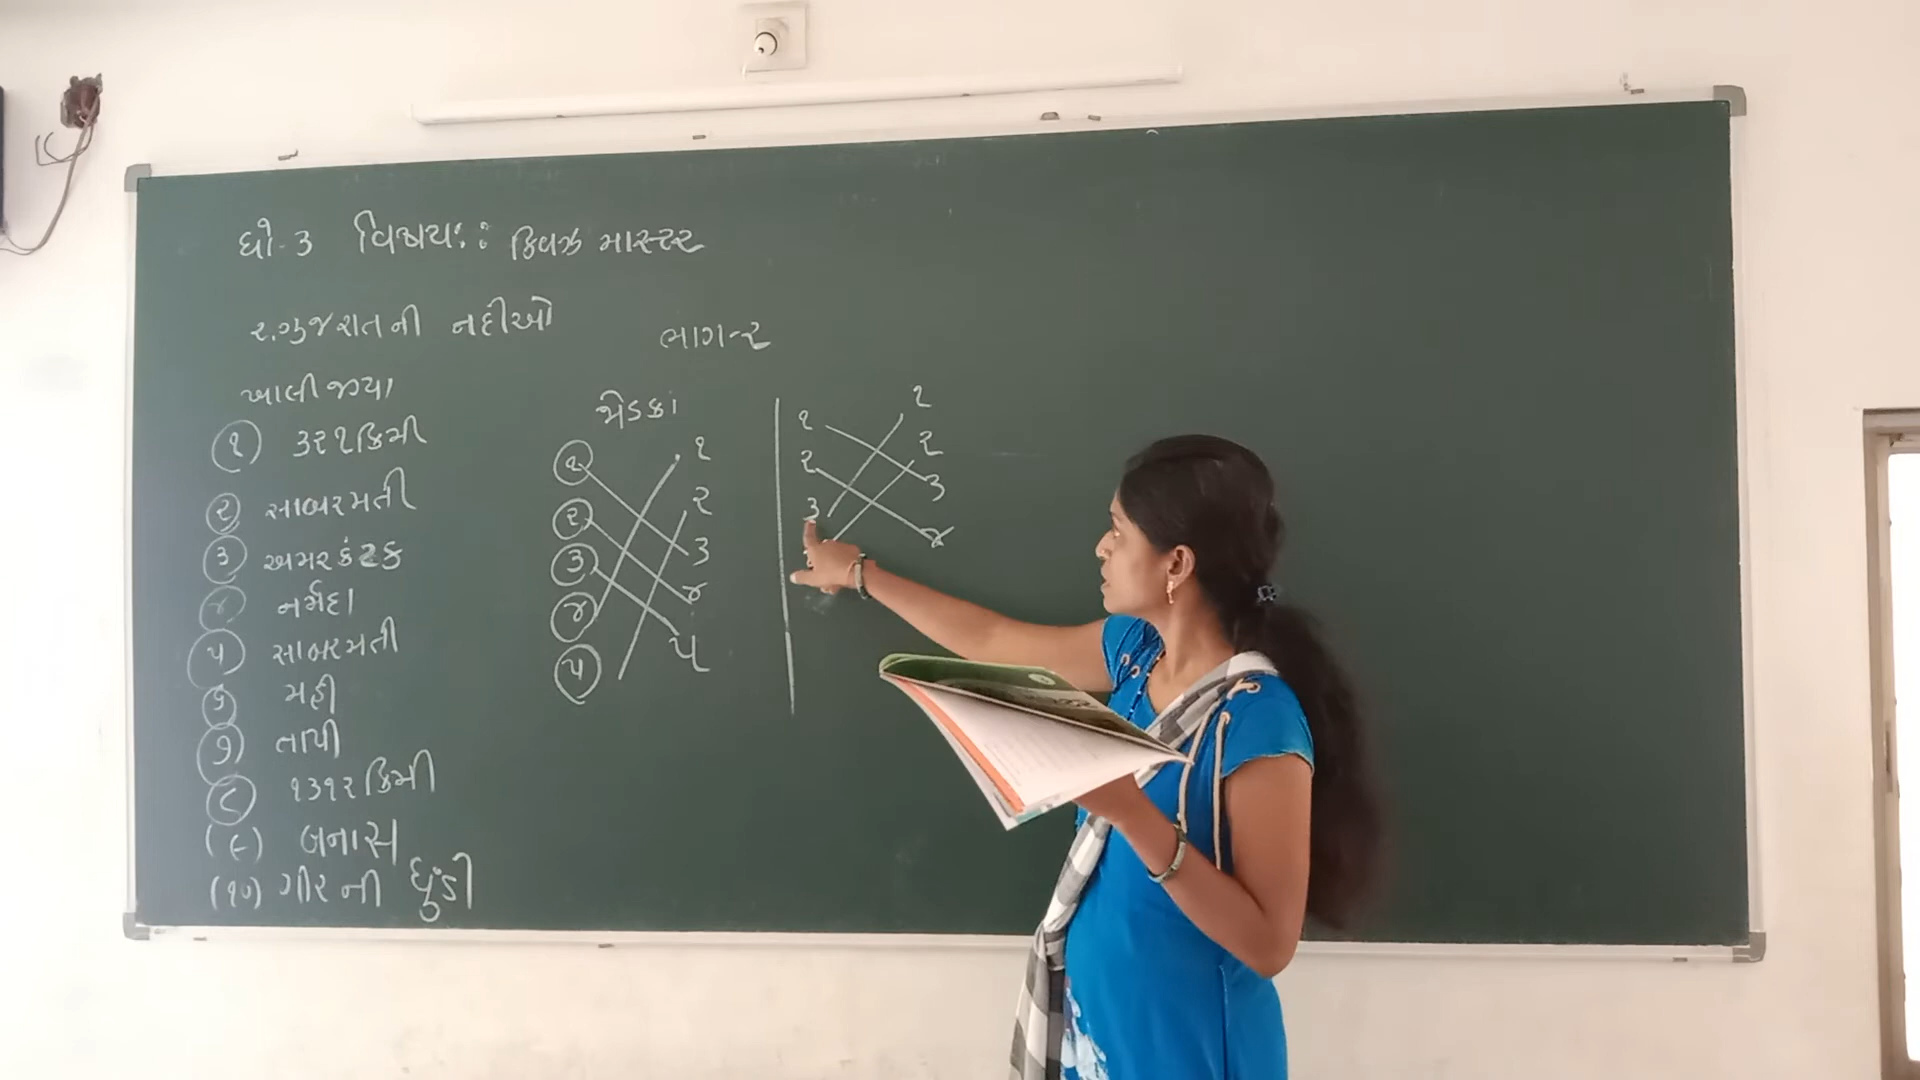 ધો-૩ વિષય:: ક્વિઝ માસ્ટર
૨.ગુજરાતની નદીઓ
ભાગ-૨
ખાલી જગ્યા
(૧) ૩૨૧ કિમી
(૨) સાબરમતી
(૩) અમરકંટક
(૪) નર્મદા
(૫) સાબરમતી
(૬) મહી
(૭) તાપી
(૮) ૧૩૧૨ કિમી
(૯) બનાસ
(૧૦) ગીરની ધુંડી
જોડકાં
(૧) ૧
(૨) ૨
(૩) ૩
(૪) ૪
(૫) ૫
૧ ૧
૨ ૨
૩ ૩
૪